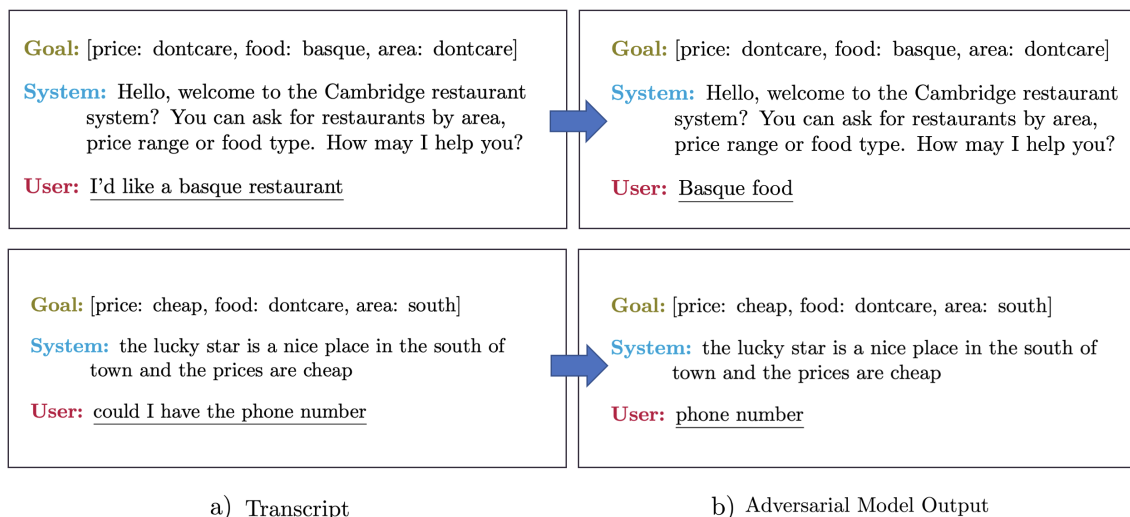 Goal: [price: dontcare, food: basque, area: dontcare]
System: Hello, welcome to the Cambridge restaurant
system? You can ask for restaurants by area,
price range or food type. How may I help you?
User: I'd like a basque restaurant
Goal: [price: dontcare, food: basque, area: dontcare]
System: Hello, welcome to the Cambridge restaurant
system? You can ask for restaurants by area,
price range or food type. How may I help you?
User: Basque food
Goal: [price: cheap, food: dontcare, area: south]
System: the lucky star is a nice place in the south of
town and the prices are cheap
User: could I have the phone number
Goal: [price: cheap, food: dontcare, area: south]
System: the lucky star is a nice place in the south of
town and the prices are cheap
User: phone number
a) Transcript
b) Adversarial Model Output